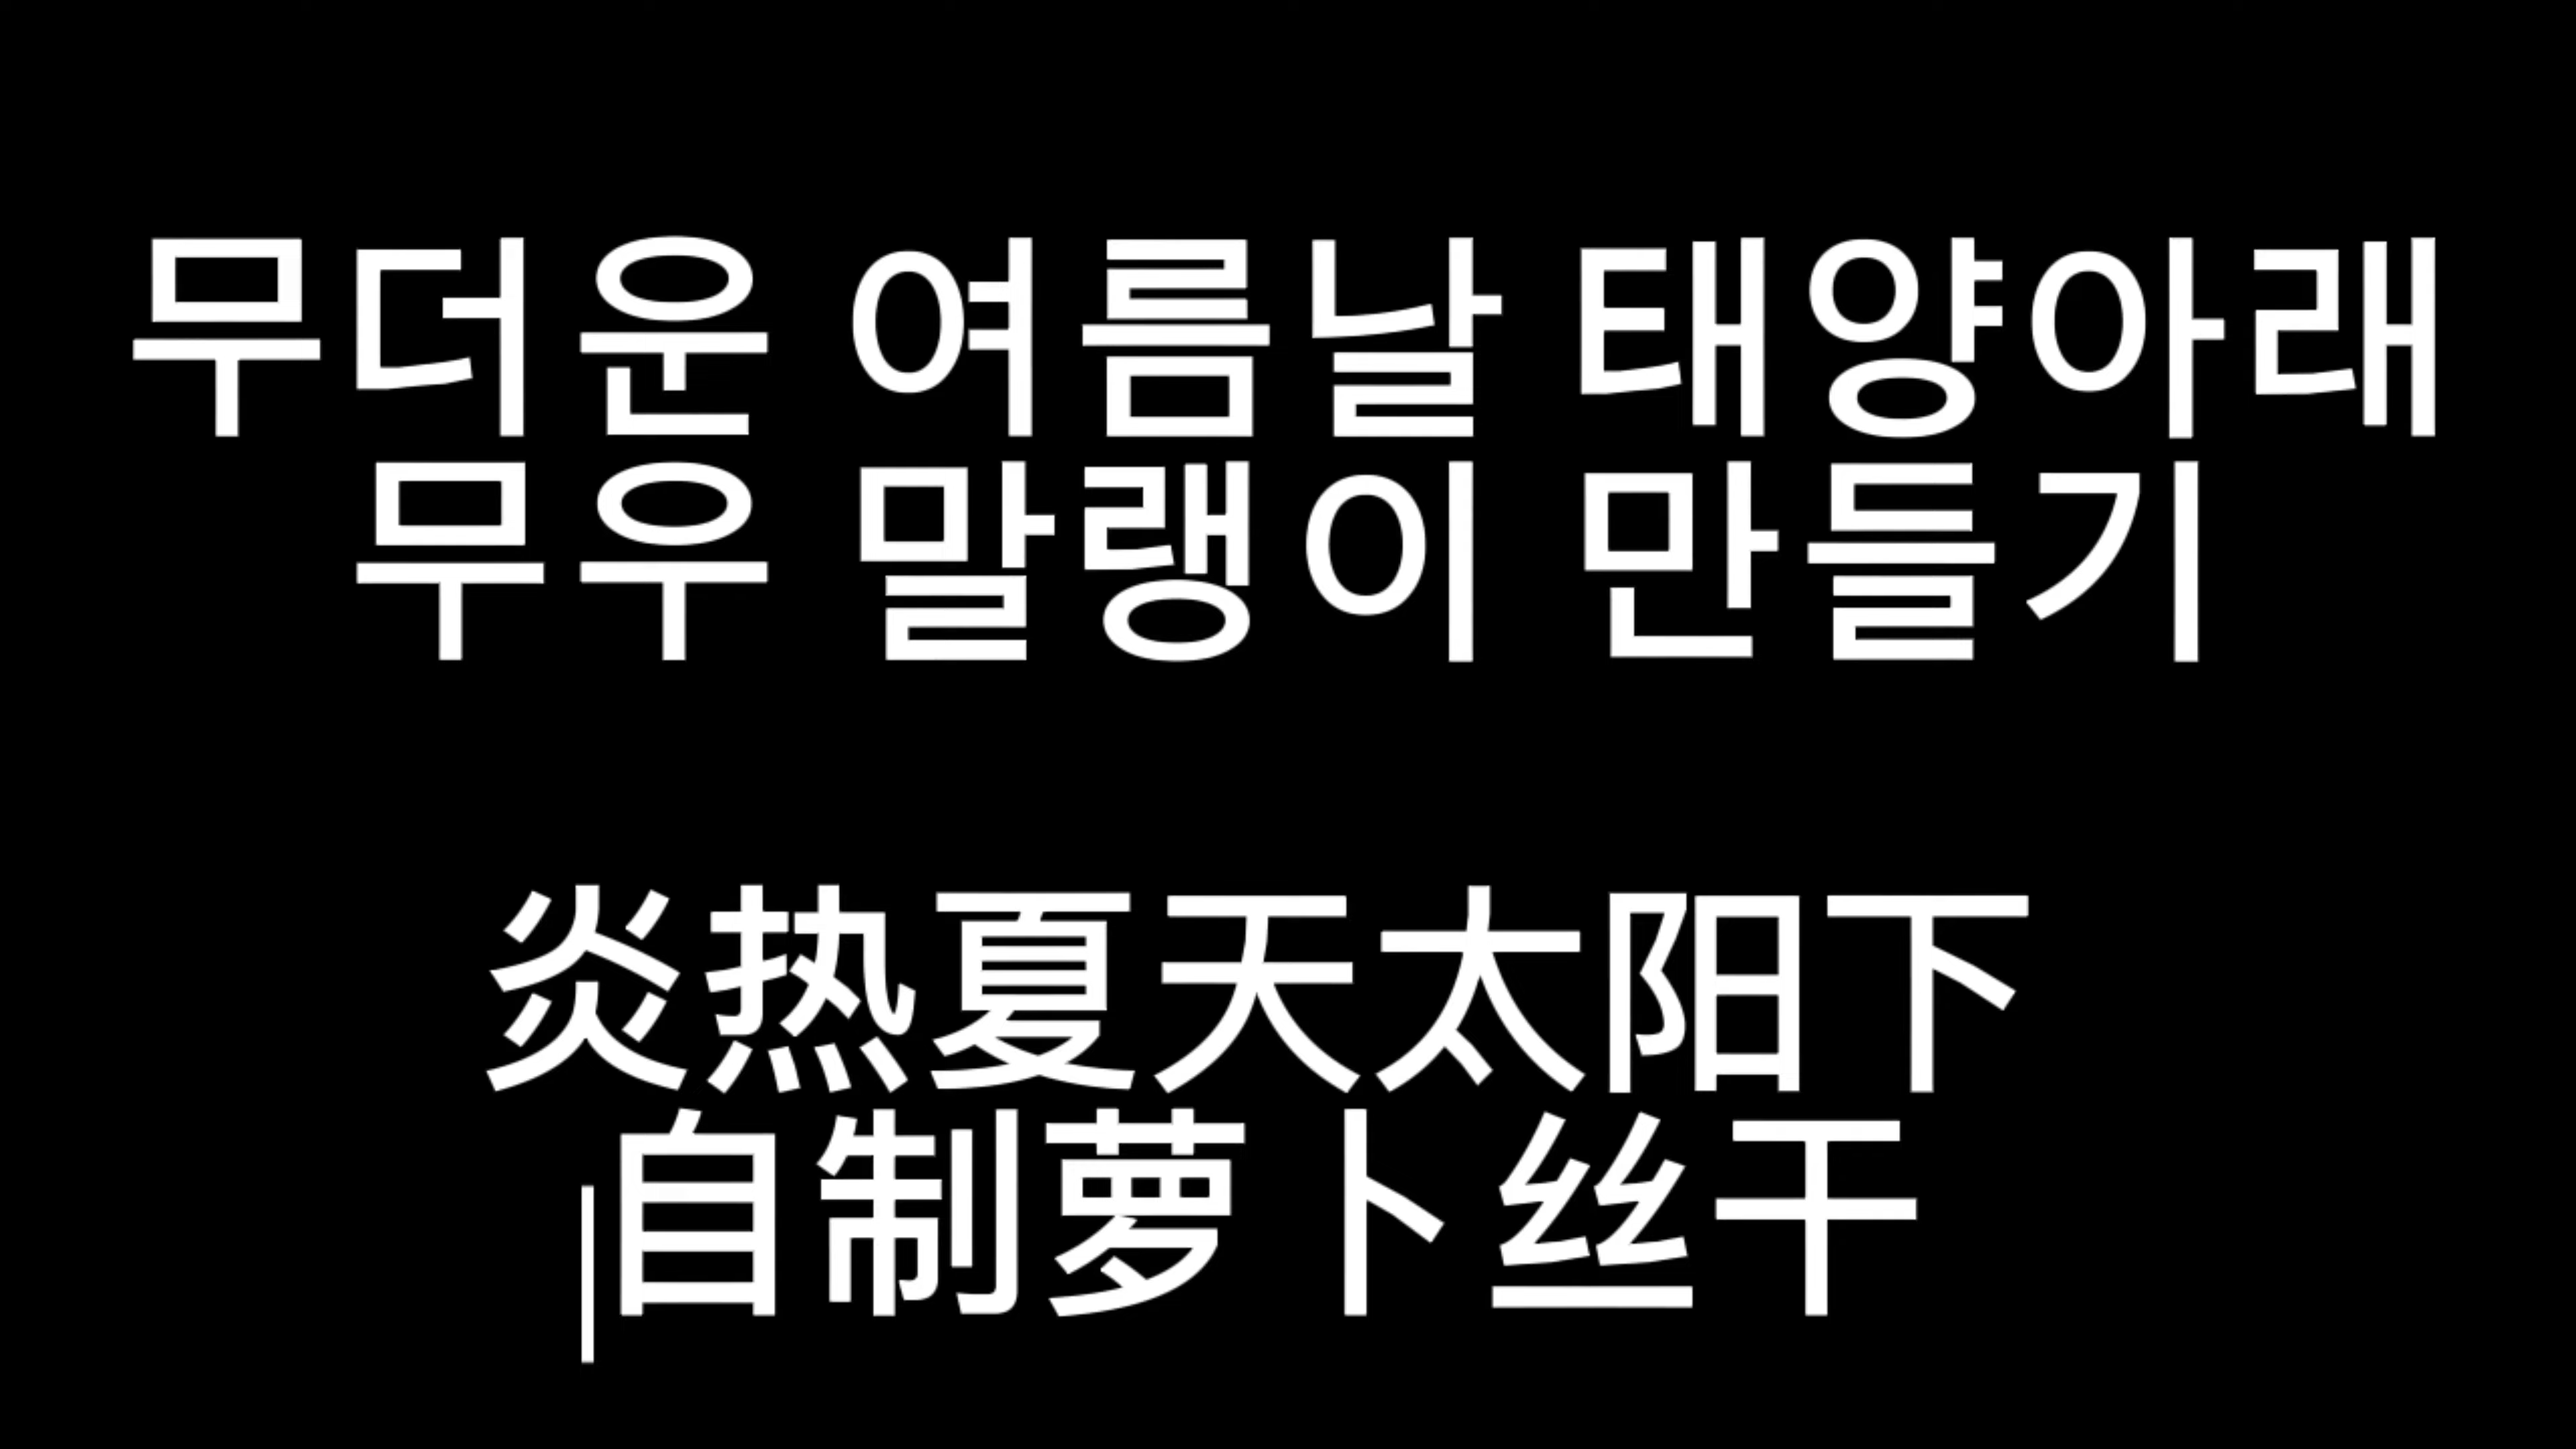 무더운 여름날 태양아래
무우 말랭이 만들기
炎热夏天太阳下
自制萝卜丝干